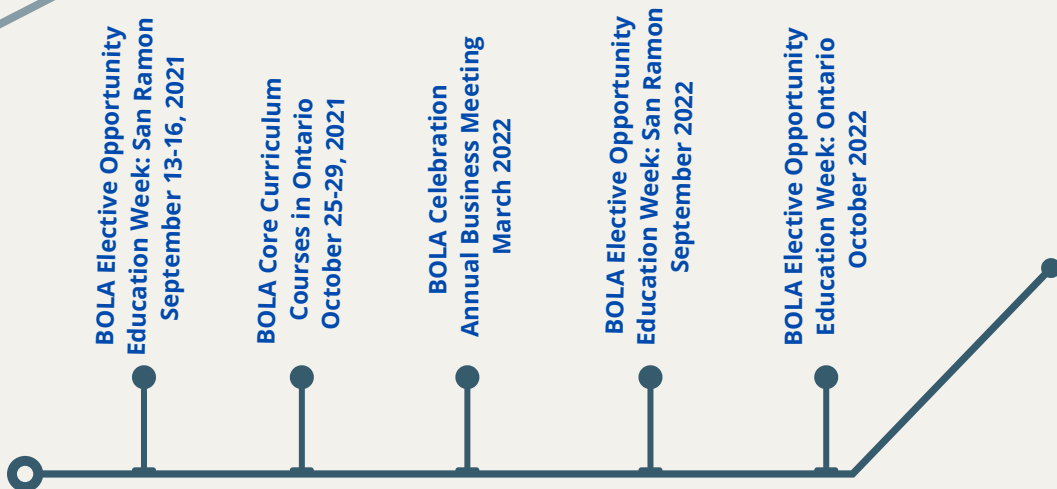 BOLA Elective Opportunity
Education Week: San Ramon
September 13-16, 2021
BOLA Core Curriculum
Courses in Ontario
October 25-29, 2021
BOLA Celebration
Annual Business Meeting
March 2022
BOLA Elective Opportunity
Education Week: San Ramon
September 2022
BOLA Elective Opportunity
Education Week: Ontario
October 2022